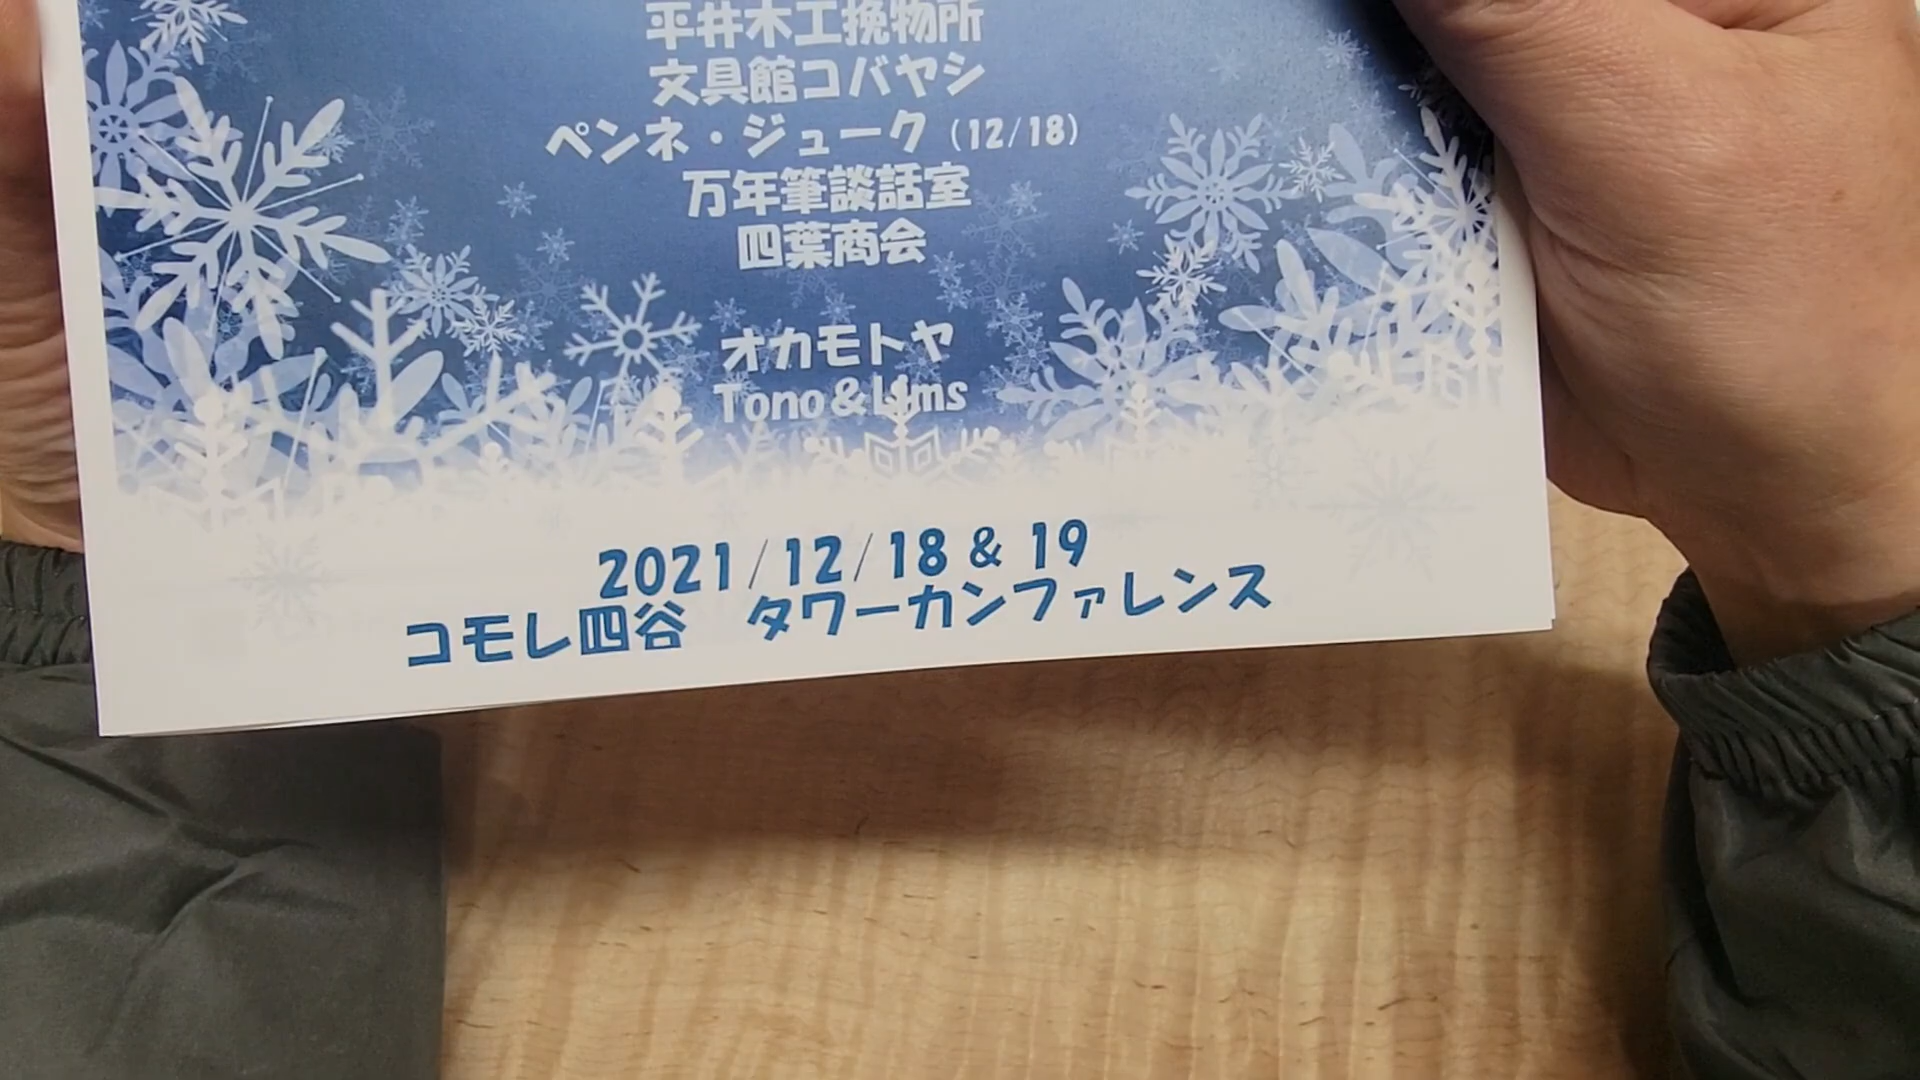 平井木工挽物所
文具館コバヤシ
ペンネ・ジューク（12/18）
万年筆談話室
四葉商会
オカモトヤ
Tono＆Lims
2021/12/18 & 19
コモレ四谷　タワーカンファレンス